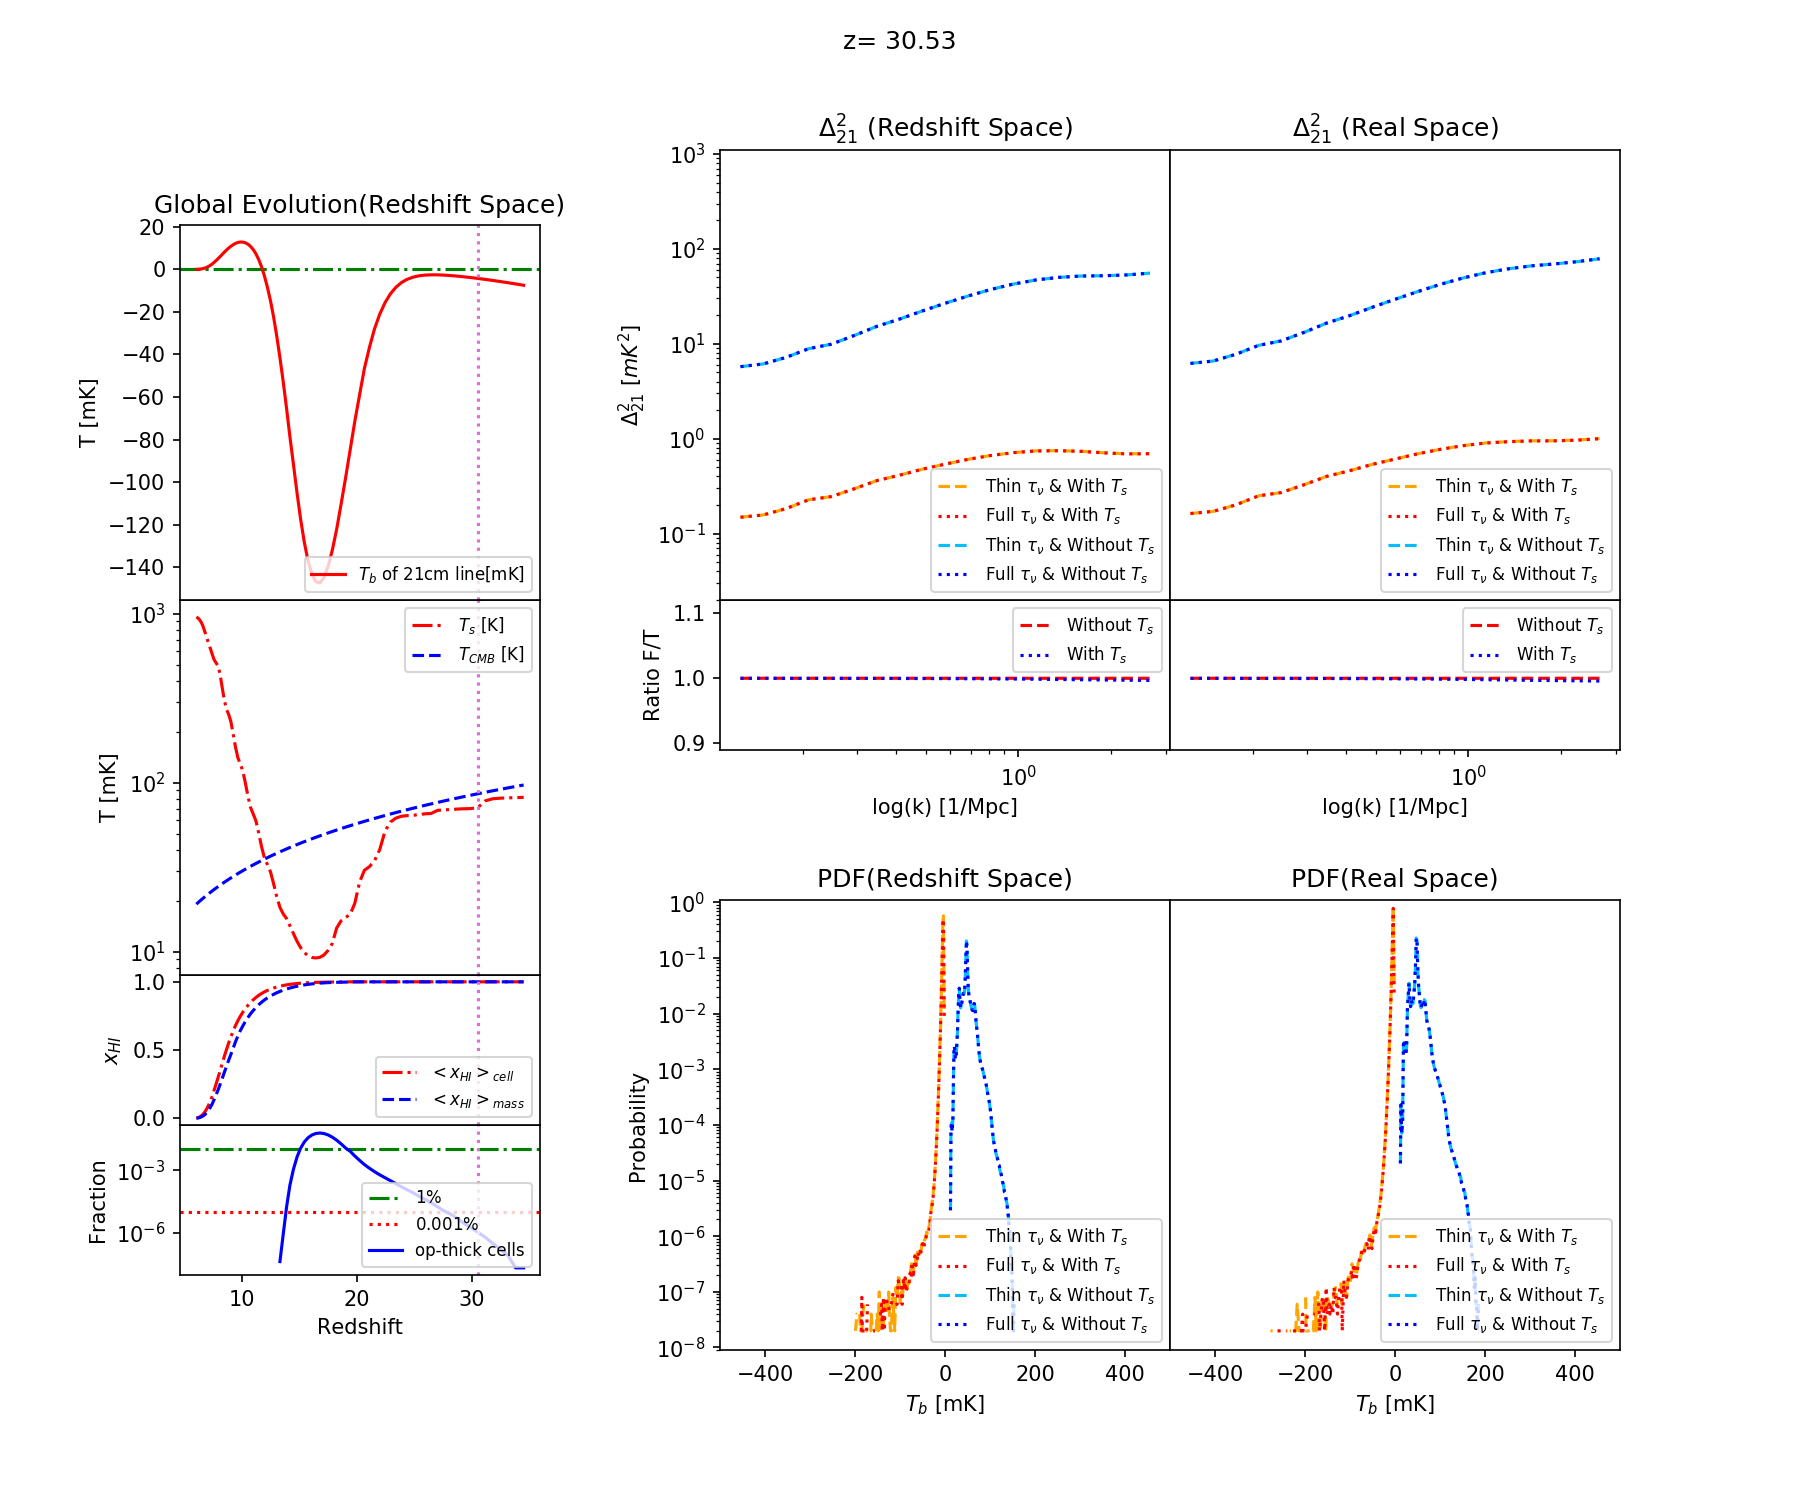 z= 30.53
Global Evolution(Redshift Space)
20
0
−20
−40
−60
−80
−100
−120
−140
T [mK]
T_b of 21cm line[mK]
10^3
10^2
10^1
T [mK]
T_s [K]
T_CMB [K]
1.0
0.5
0.0
x_HI
< x_HI >_cell
< x_HI >_mass
10^−3
10^−6
Fraction
1%
0.001%
op-thick cells
10
20
30
Redshift
Δ^2_21 (Redshift Space)
10^3
10^2
10^1
10^0
10^−1
Δ^2_21 [mK^2]
Thin τ_ν & With T_s
Full τ_ν & With T_s
Thin τ_ν & Without T_s
Full τ_ν & Without T_s
Δ^2_21 (Real Space)
Thin τ_ν & With T_s
Full τ_ν & With T_s
Thin τ_ν & Without T_s
Full τ_ν & Without T_s
1.1
1.0
0.9
Ratio F/T
Without T_s
With T_s
10^0
log(k) [1/Mpc]
Without T_s
With T_s
10^0
log(k) [1/Mpc]
PDF(Redshift Space)
10^0
10^−1
10^−2
10^−3
10^−4
10^−5
10^−6
10^−7
10^−8
Probability
Thin τ_ν & With T_s
Full τ_ν & With T_s
Thin τ_ν & Without T_s
Full τ_ν & Without T_s
−400
−200
0
200
400
T_b [mK]
PDF(Real Space)
Thin τ_ν & With T_s
Full τ_ν & With T_s
Thin τ_ν & Without T_s
Full τ_ν & Without T_s
−400
−200
0
200
400
T_b [mK]